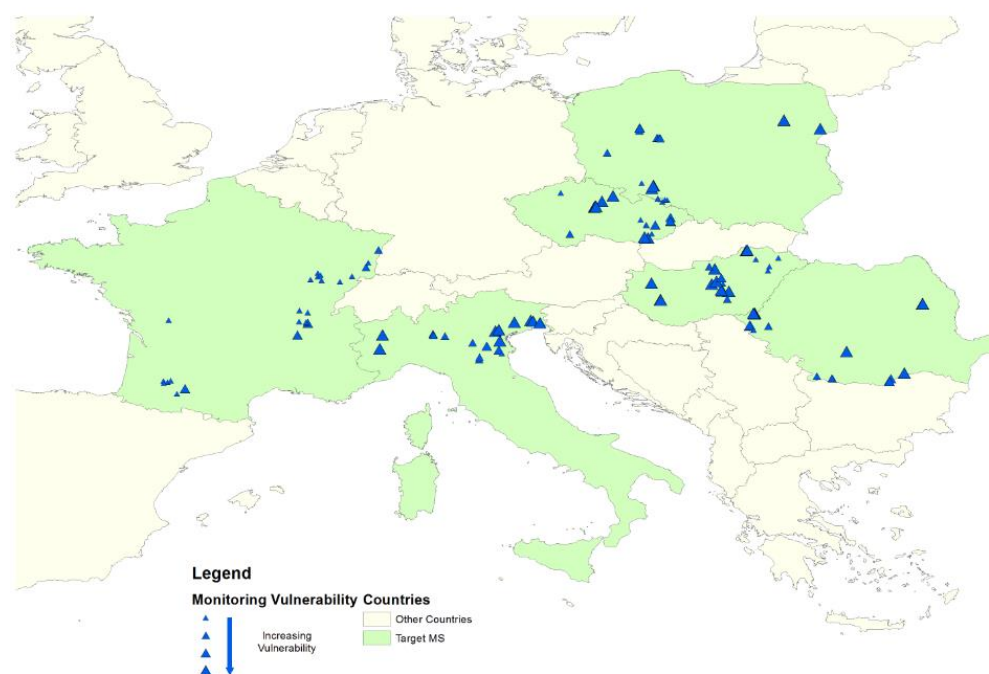 Legend
Monitoring Vulnerability Countries
Increasing
Vulnerability
Other Countries
Target MS